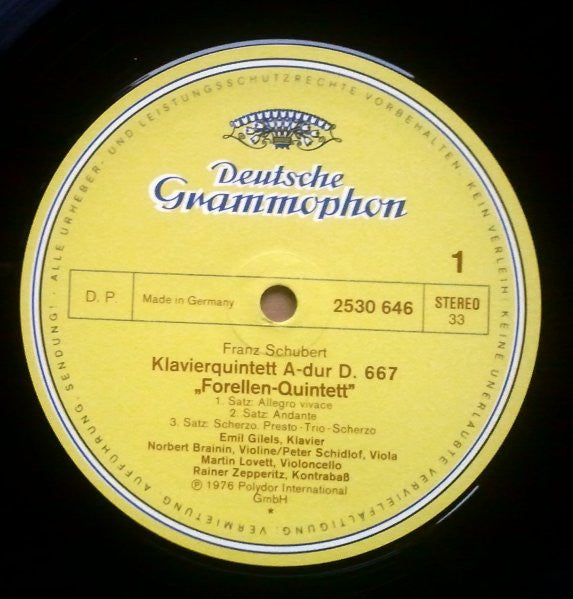 ALLE URHEBER- UND LEISTUNGSSCHUTZRECHTE VORBEHALTEN · KEIN VERLEIH! · KEINE UNERLAUBTE VERVIELFÄLTIGUNG, VERMIETUNG, AUFFÜHRUNG, SENDUNG! ·
Deutsche
Grammophon
1
D. P.
Made in Germany
2530 646
STEREO
33
Franz Schubert
Klavierquintett A-dur D. 667
„Forellen-Quintett”
1. Satz: Allegro vivace
2. Satz: Andante
3. Satz: Scherzo. Presto - Trio - Scherzo
Emil Gilels, Klavier
Norbert Brainin, Violine/Peter Schidlof, Viola
Martin Lovett, Violoncello
Rainer Zepperitz, Kontrabaß
Ⓟ 1976 Polydor International
GmbH
*